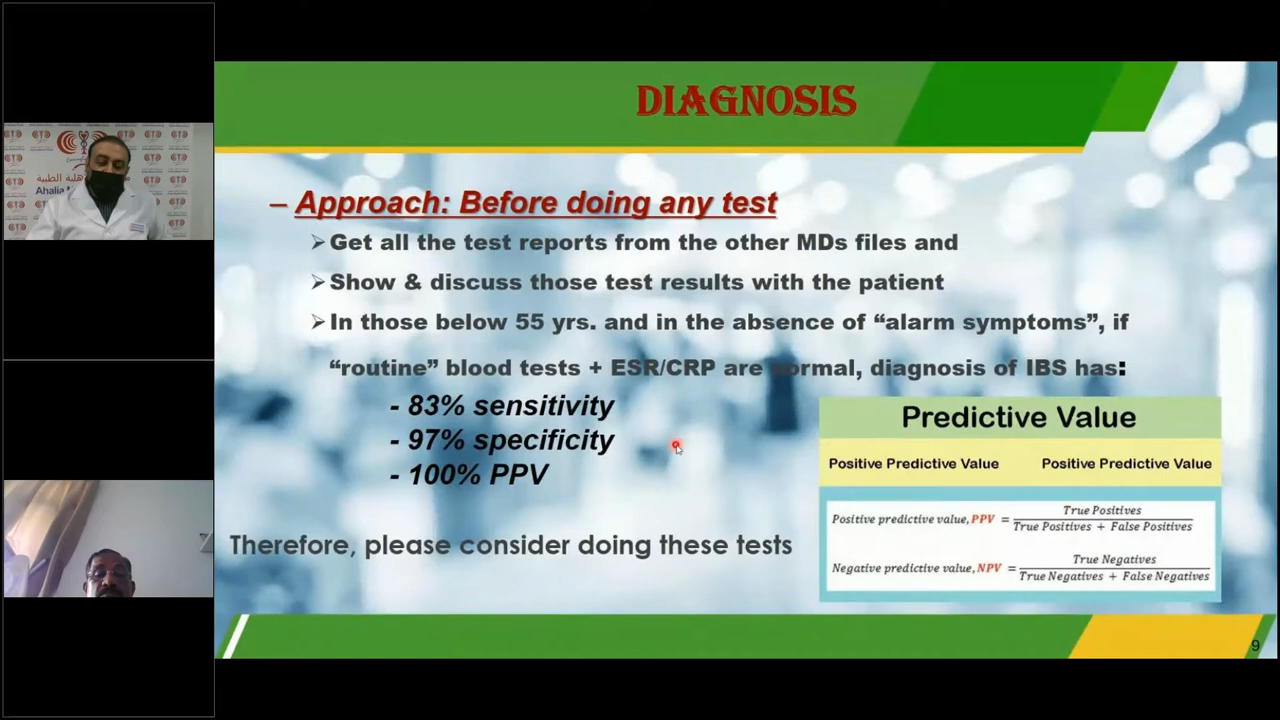 DIAGNOSIS
– Approach: Before doing any test
➢Get all the test reports from the other MDs files and
➢Show & discuss those test results with the patient
➢In those below 55 yrs. and in the absence of “alarm symptoms”, if
“routine” blood tests + ESR/CRP are normal, diagnosis of IBS has:
- 83% sensitivity
- 97% specificity
- 100% PPV
Therefore, please consider doing these tests
Predictive Value
Positive Predictive Value Positive Predictive Value
Positive predictive value, PPV = True Positives / True Positives + False Positives
Negative predictive value, NPV = True Negatives / True Negatives + False Negatives
9
Ahalia